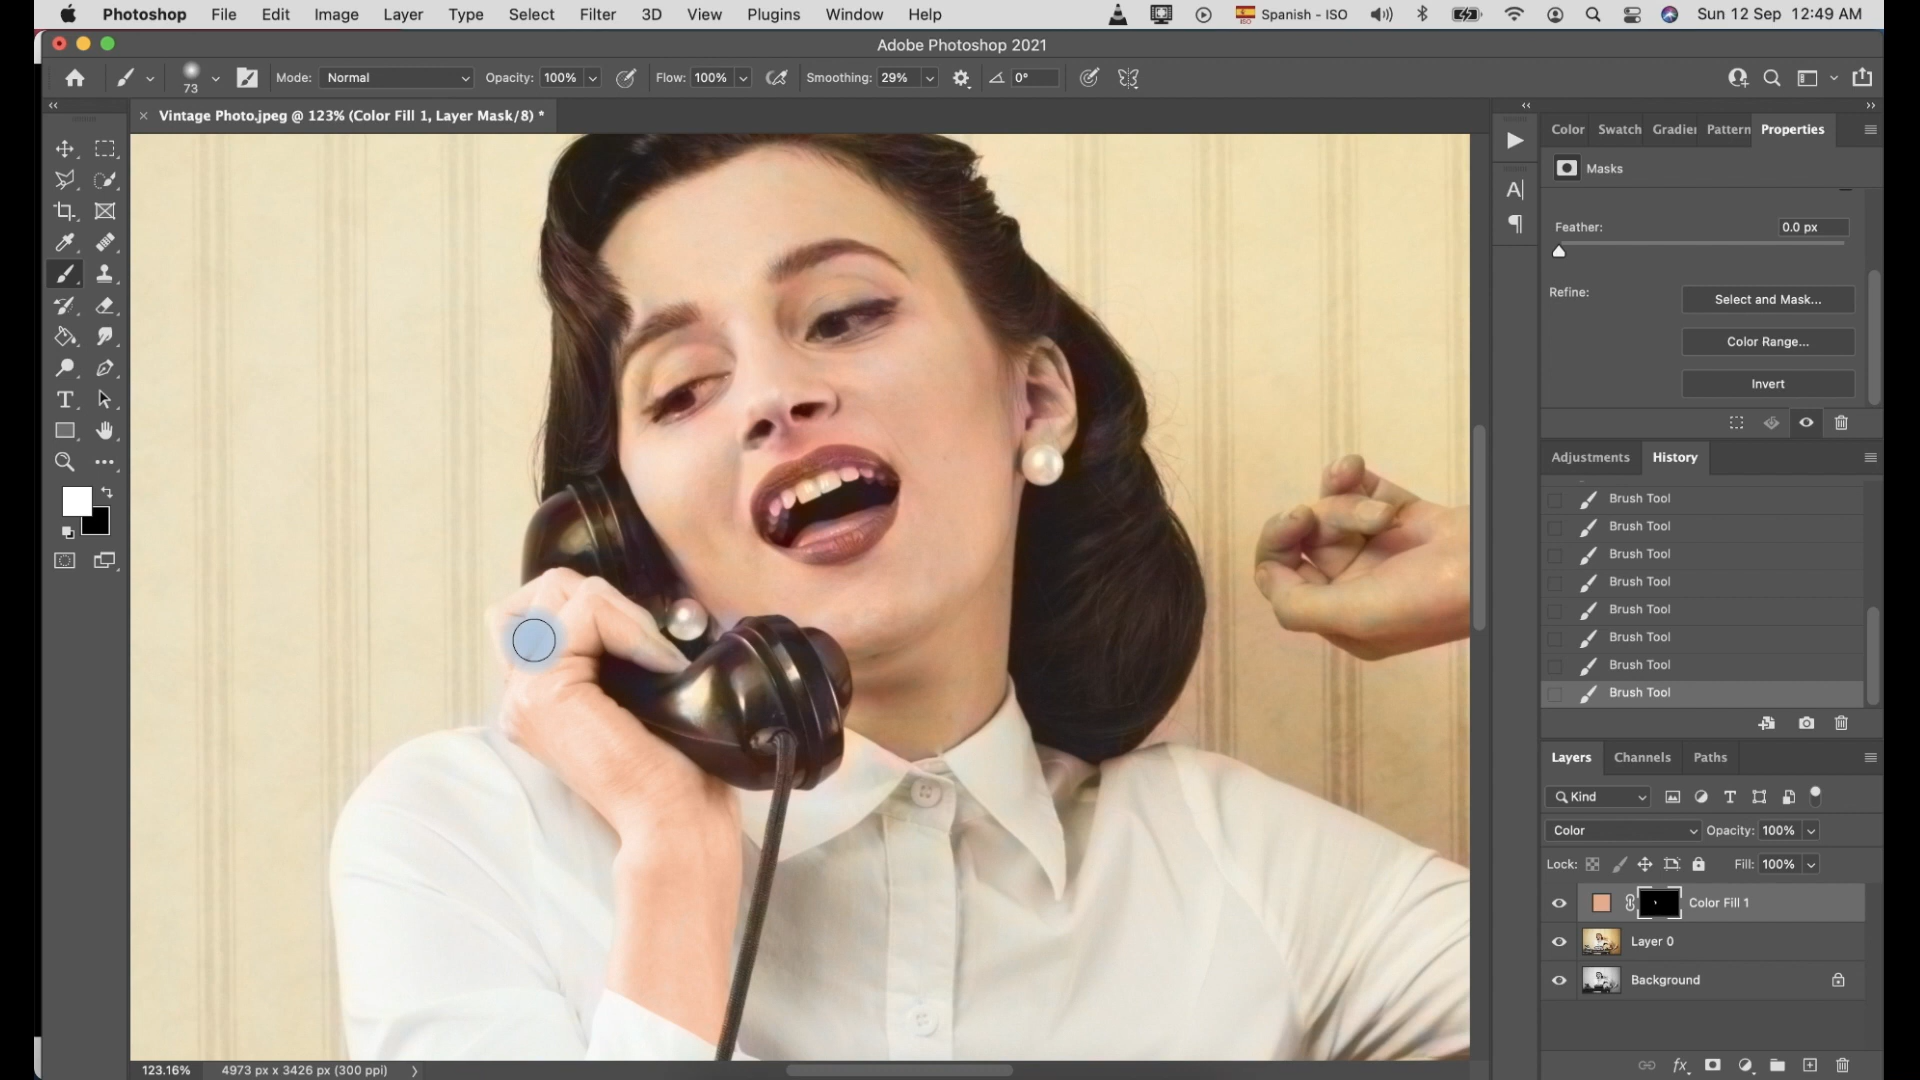 Photoshop File Edit Image Layer Type Select Filter 3D View Plugins Window Help Spanish - ISO Sun 12 Sep 12:49 AM
Adobe Photoshop 2021
73 Mode: Normal Opacity: 100% Flow: 100% Smoothing: 29% 0°
Vintage Photo.jpeg @ 123% (Color Fill 1, Layer Mask/8) *
Color Swatch Gradie Pattern Properties
Masks
Feather: 0.0 px
Refine: Select and Mask...
Color Range...
Invert
Adjustments History
Brush Tool
Brush Tool
Brush Tool
Brush Tool
Brush Tool
Brush Tool
Brush Tool
Brush Tool
Layers Channels Paths
Kind
Color Opacity: 100%
Lock: Fill: 100%
Color Fill 1
Layer 0
Background
fx
123.16% 4973 px x 3426 px (300 ppi)